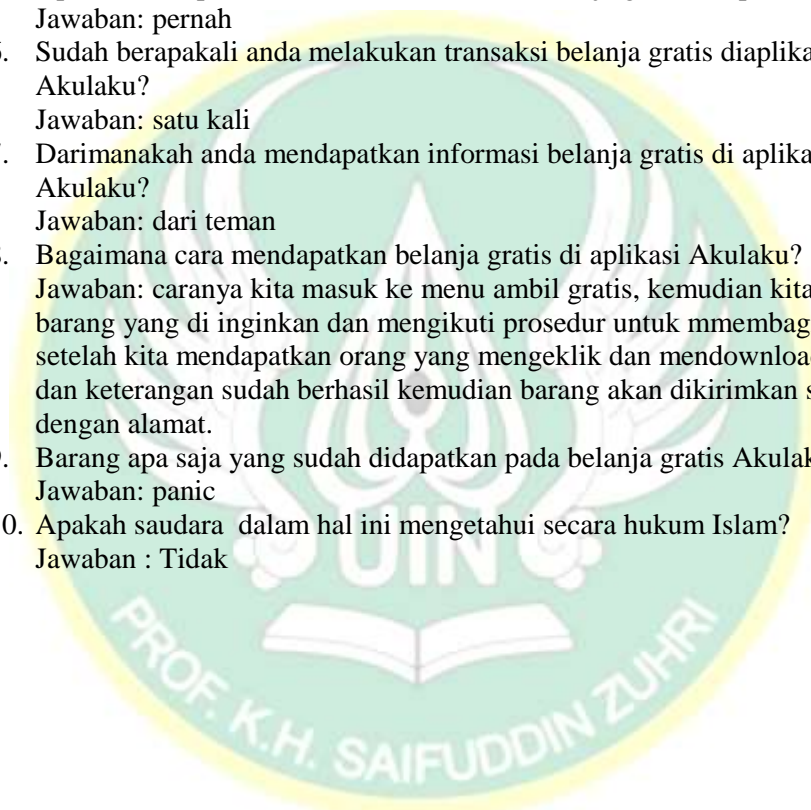 Jawaban: pernah
Sudah berapakali anda melakukan transaksi belanja gratis diaplika
Akulaku?
Jawaban: satu kali
Darimanakah anda mendapatkan informasi belanja gratis di aplika
Akulaku?
Jawaban: dari teman
Bagaimana cara mendapatkan belanja gratis di aplikasi Akulaku?
Jawaban: caranya kita masuk ke menu ambil gratis, kemudian kita
barang yang di inginkan dan mengikuti prosedur untuk mmembag
setelah kita mendapatkan orang yang mengeklik dan mendownload
dan keterangan sudah berhasil kemudian barang akan dikirimkan s
dengan alamat.
Barang apa saja yang sudah didapatkan pada belanja gratis Akulak
Jawaban: panic
0. Apakah saudara dalam hal ini mengetahui secara hukum Islam?
Jawaban : Tidak
UIN
PROF. K.H. SAIFUDDIN ZUHRI